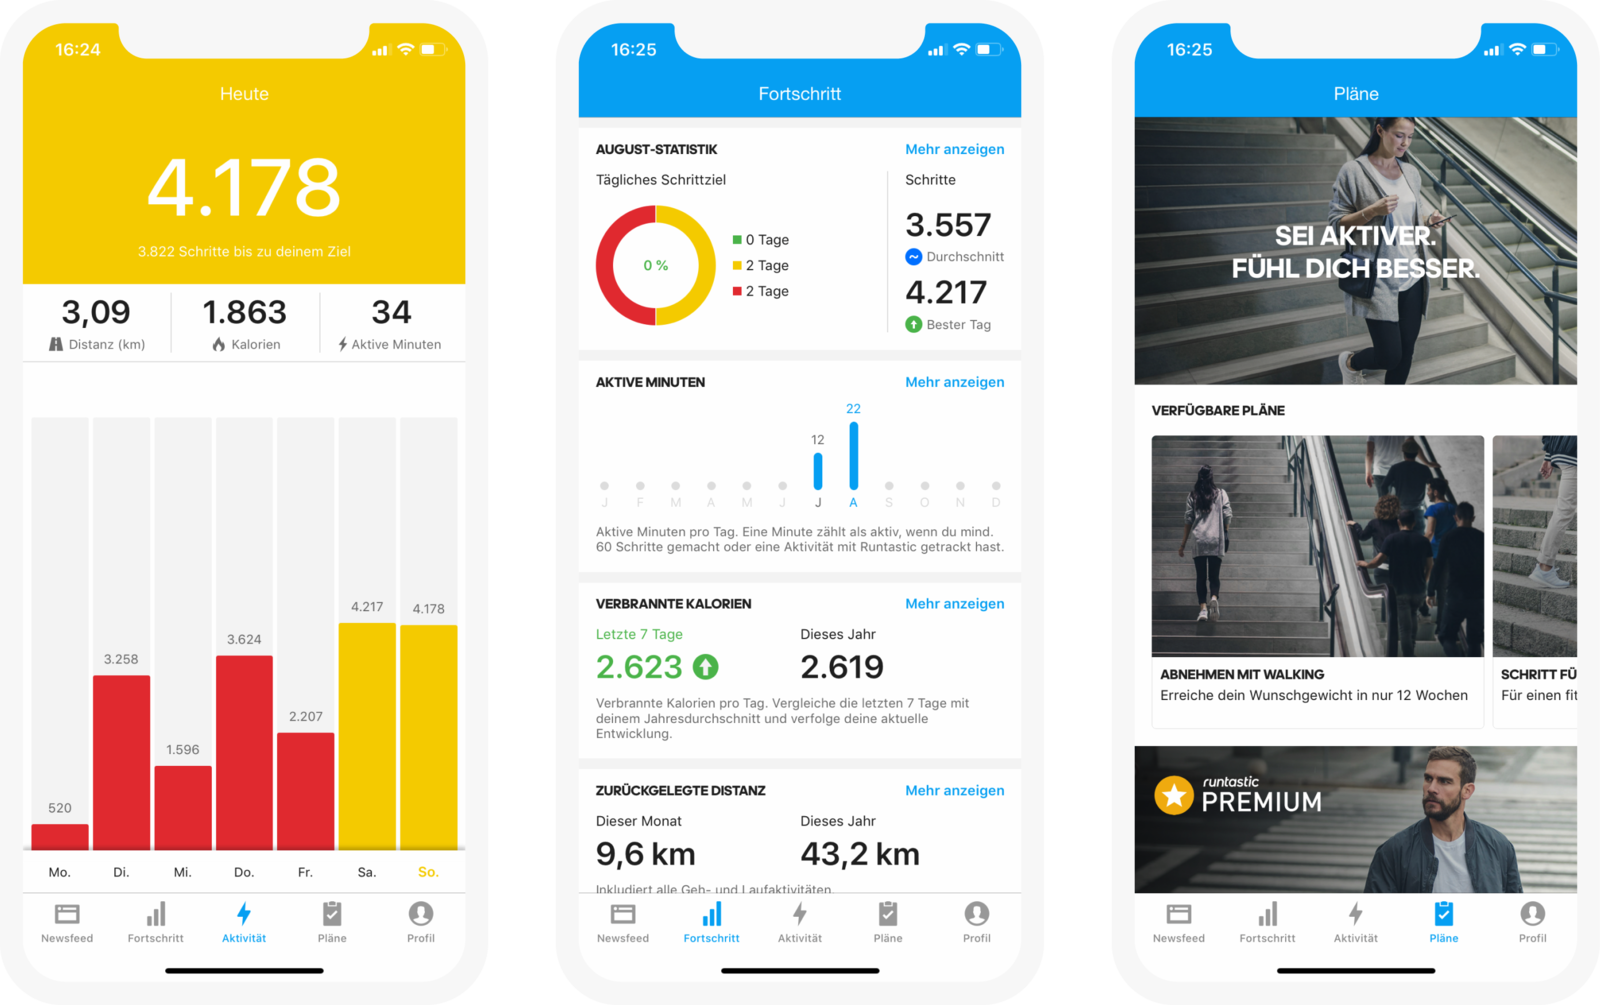 16:24
Heute
4.178
3.822 Schritte bis zu deinem Ziel
3,09
1.863
34
Distanz (km)
Kalorien
Aktive Minuten
4.217
4.178
3.624
3.258
2.207
1.596
520
Mo.
Di.
Mi.
Do.
Fr.
Sa.
So.
Newsfeed
Fortschritt
Aktivität
Pläne
Profil
16:25
Fortschritt
AUGUST-STATISTIK
Mehr anzeigen
Tägliches Schrittziel
0 %
0 Tage
2 Tage
2 Tage
Schritte
3.557
Durchschnitt
4.217
Bester Tag
AKTIVE MINUTEN
Mehr anzeigen
22
12
J F M A M J J A S O N D
Aktive Minuten pro Tag. Eine Minute zählt als aktiv, wenn du mind.
60 Schritte gemacht oder eine Aktivität mit Runtastic getrackt hast.
VERBRANNTE KALORIEN
Mehr anzeigen
Letzte 7 Tage
Dieses Jahr
2.623
2.619
Verbrannte Kalorien pro Tag. Vergleiche die letzten 7 Tage mit
deinem Jahresdurchschnitt und verfolge deine aktuelle
Entwicklung.
ZURÜCKGELEGTE DISTANZ
Mehr anzeigen
Dieser Monat
Dieses Jahr
9,6 km
43,2 km
Inkludiert alle Geh- und Laufaktivitäten.
Newsfeed
Fortschritt
Aktivität
Pläne
Profil
16:25
Pläne
SEI AKTIVER.
FÜHL DICH BESSER.
VERFÜGBARE PLÄNE
ABNEHMEN MIT WALKING
Erreiche dein Wunschgewicht in nur 12 Wochen
SCHRITT FÜ
Für einen fit
runtastic
PREMIUM
Newsfeed
Fortschritt
Aktivität
Pläne
Profil